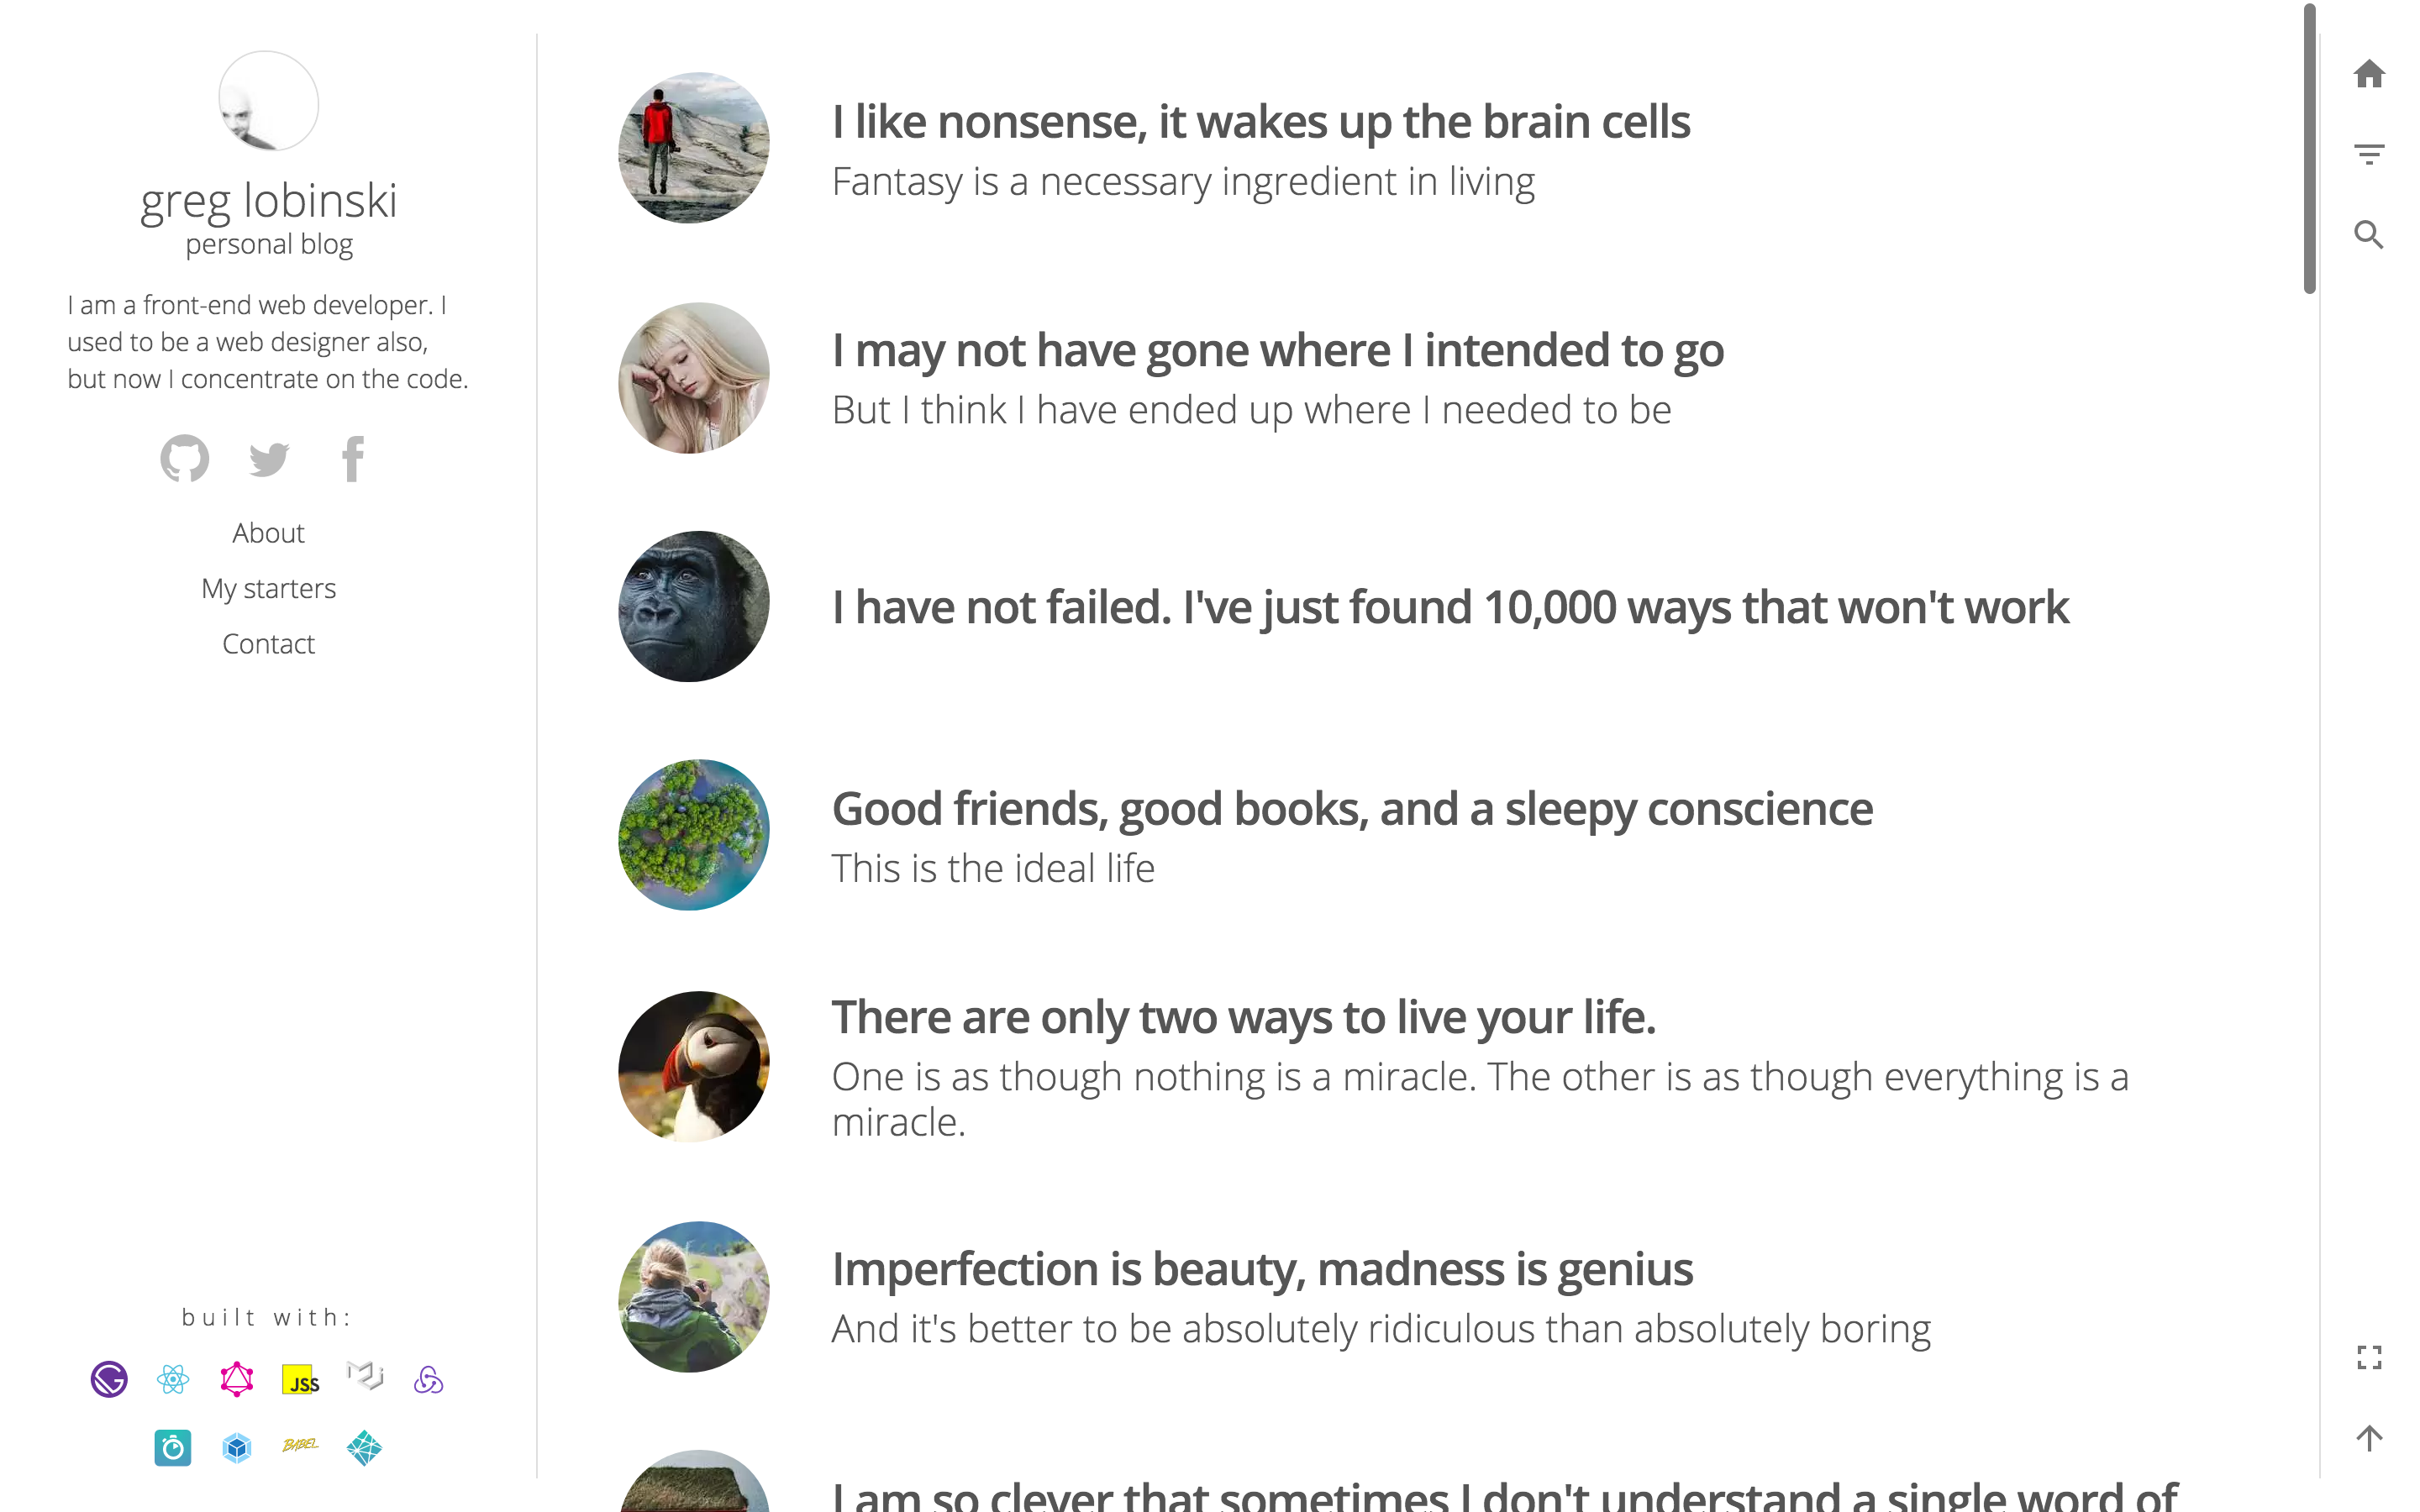 greg lobinski
personal blog
I am a front-end web developer. I
used to be a web designer also,
but now I concentrate on the code.
About
My starters
Contact
built with:
JSS
BABEL
I like nonsense, it wakes up the brain cells
Fantasy is a necessary ingredient in living
I may not have gone where I intended to go
But I think I have ended up where I needed to be
I have not failed. I've just found 10,000 ways that won't work
Good friends, good books, and a sleepy conscience
This is the ideal life
There are only two ways to live your life.
One is as though nothing is a miracle. The other is as though everything is a
miracle.
Imperfection is beauty, madness is genius
And it's better to be absolutely ridiculous than absolutely boring
I am so clever that sometimes I don't understand a single word of